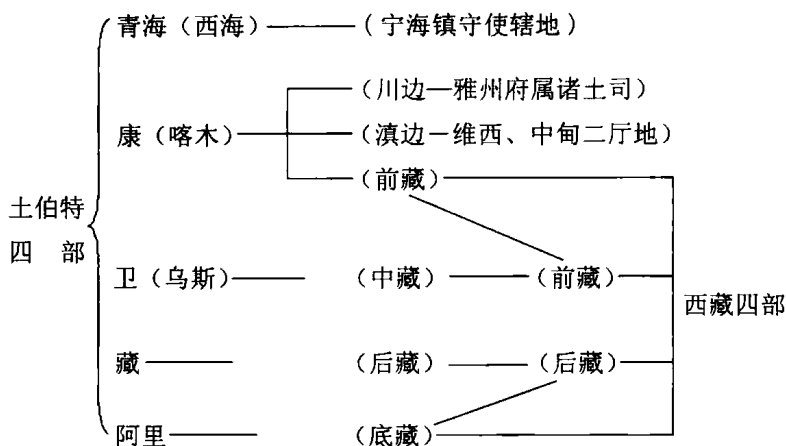 青海（西海）（宁海镇守使辖地）
（川边—雅州府属诸土司）
康（喀木）（滇边－维西、中甸二厅地）
（前藏）
土伯特
四 部
卫（乌斯）（中藏）（前藏）
西藏四部
藏（后藏）（后藏）
阿里（底藏）